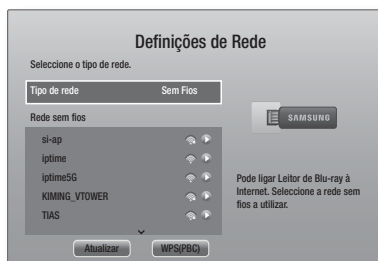 Definições de Rede
Seleccione o tipo de rede.
Tipo de rede Sem Fios
Rede sem fios
si-ap
iptime
iptime5G
KIMING_VTOWER
TIAS
Atualizar WPS(PBC)
SAMSUNG
Pode ligar Leitor de Blu-ray à
Internet. Seleccione a rede sem
fios a utilizar.